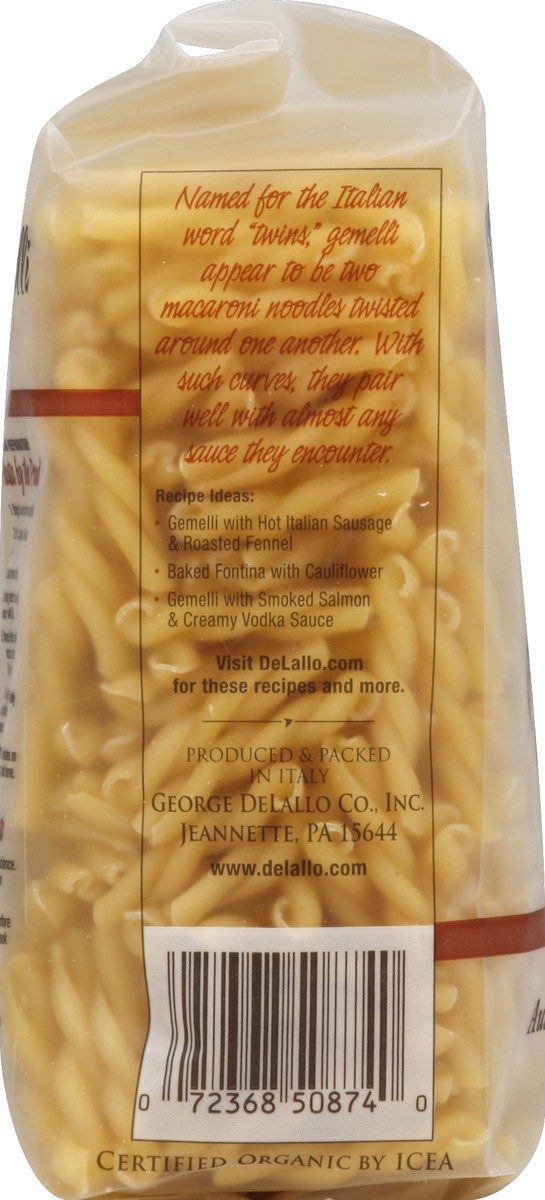 Named for the Italian
word "twins," gemelli
appear to be two
macaroni noodles twisted
around one another. With
such curves, they pair
well with almost any
sauce they encounter.
Recipe Ideas:
• Gemelli with Hot Italian Sausage
& Roasted Fennel
• Baked Fontina with Cauliflower
• Gemelli with Smoked Salmon
& Creamy Vodka Sauce
Visit DeLallo.com
for these recipes and more.
PRODUCED & PACKED
IN ITALY
GEORGE DELALLO CO., INC.
JEANNETTE, PA 15644
www.delallo.com
0 72368 50874 0
CERTIFIED ORGANIC BY ICEA